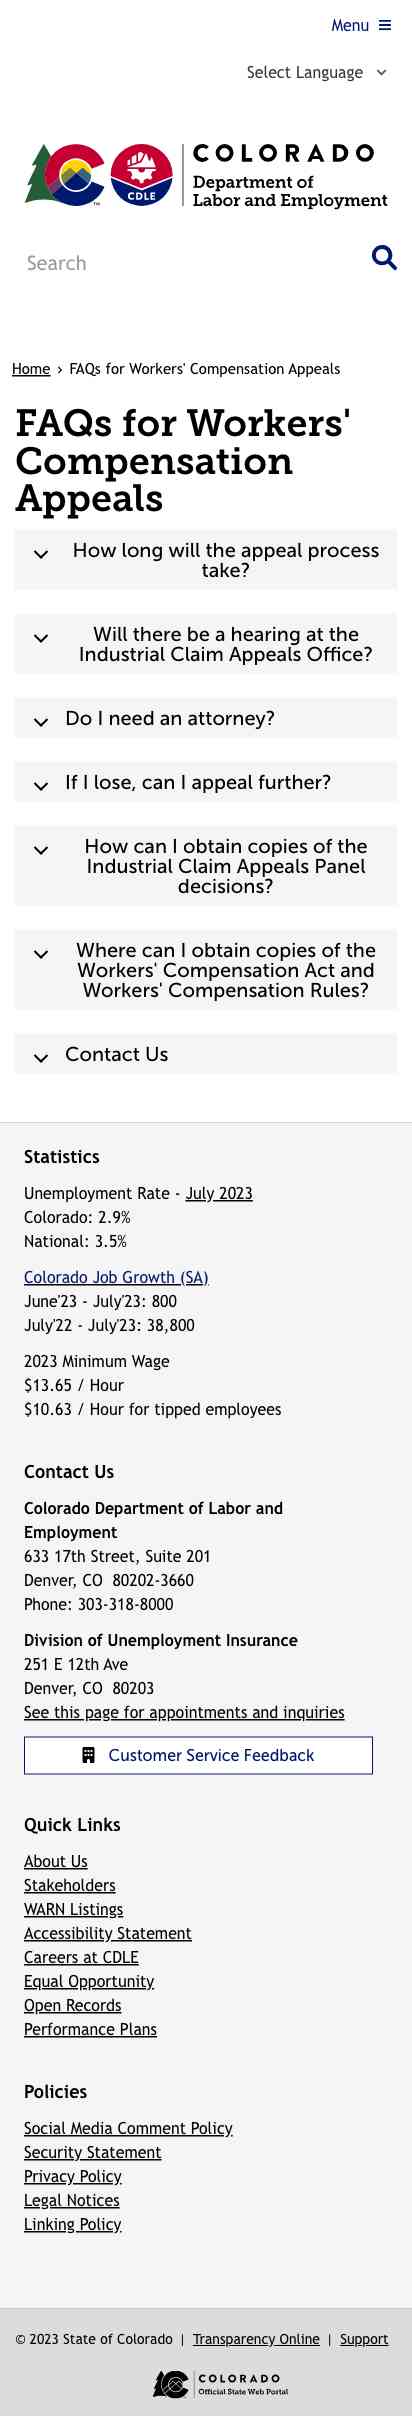 Menu
Select Language
COLORADO
Department of
Labor and Employment
CDLE
TM
Search
Home › FAQs for Workers' Compensation Appeals
FAQs for Workers'
Compensation
Appeals
How long will the appeal process
take?
Will there be a hearing at the
Industrial Claim Appeals Office?
Do I need an attorney?
If I lose, can I appeal further?
How can I obtain copies of the
Industrial Claim Appeals Panel
decisions?
Where can I obtain copies of the
Workers' Compensation Act and
Workers' Compensation Rules?
Contact Us
Statistics
Unemployment Rate - July 2023
Colorado: 2.9%
National: 3.5%
Colorado Job Growth (SA)
June'23 - July'23: 800
July'22 - July'23: 38,800
2023 Minimum Wage
$13.65 / Hour
$10.63 / Hour for tipped employees
Contact Us
Colorado Department of Labor and
Employment
633 17th Street, Suite 201
Denver, CO  80202-3660
Phone: 303-318-8000
Division of Unemployment Insurance
251 E 12th Ave
Denver, CO  80203
See this page for appointments and inquiries
Customer Service Feedback
Quick Links
About Us
Stakeholders
WARN Listings
Accessibility Statement
Careers at CDLE
Equal Opportunity
Open Records
Performance Plans
Policies
Social Media Comment Policy
Security Statement
Privacy Policy
Legal Notices
Linking Policy
© 2023 State of Colorado | Transparency Online | Support
COLORADO
Official State Web Portal